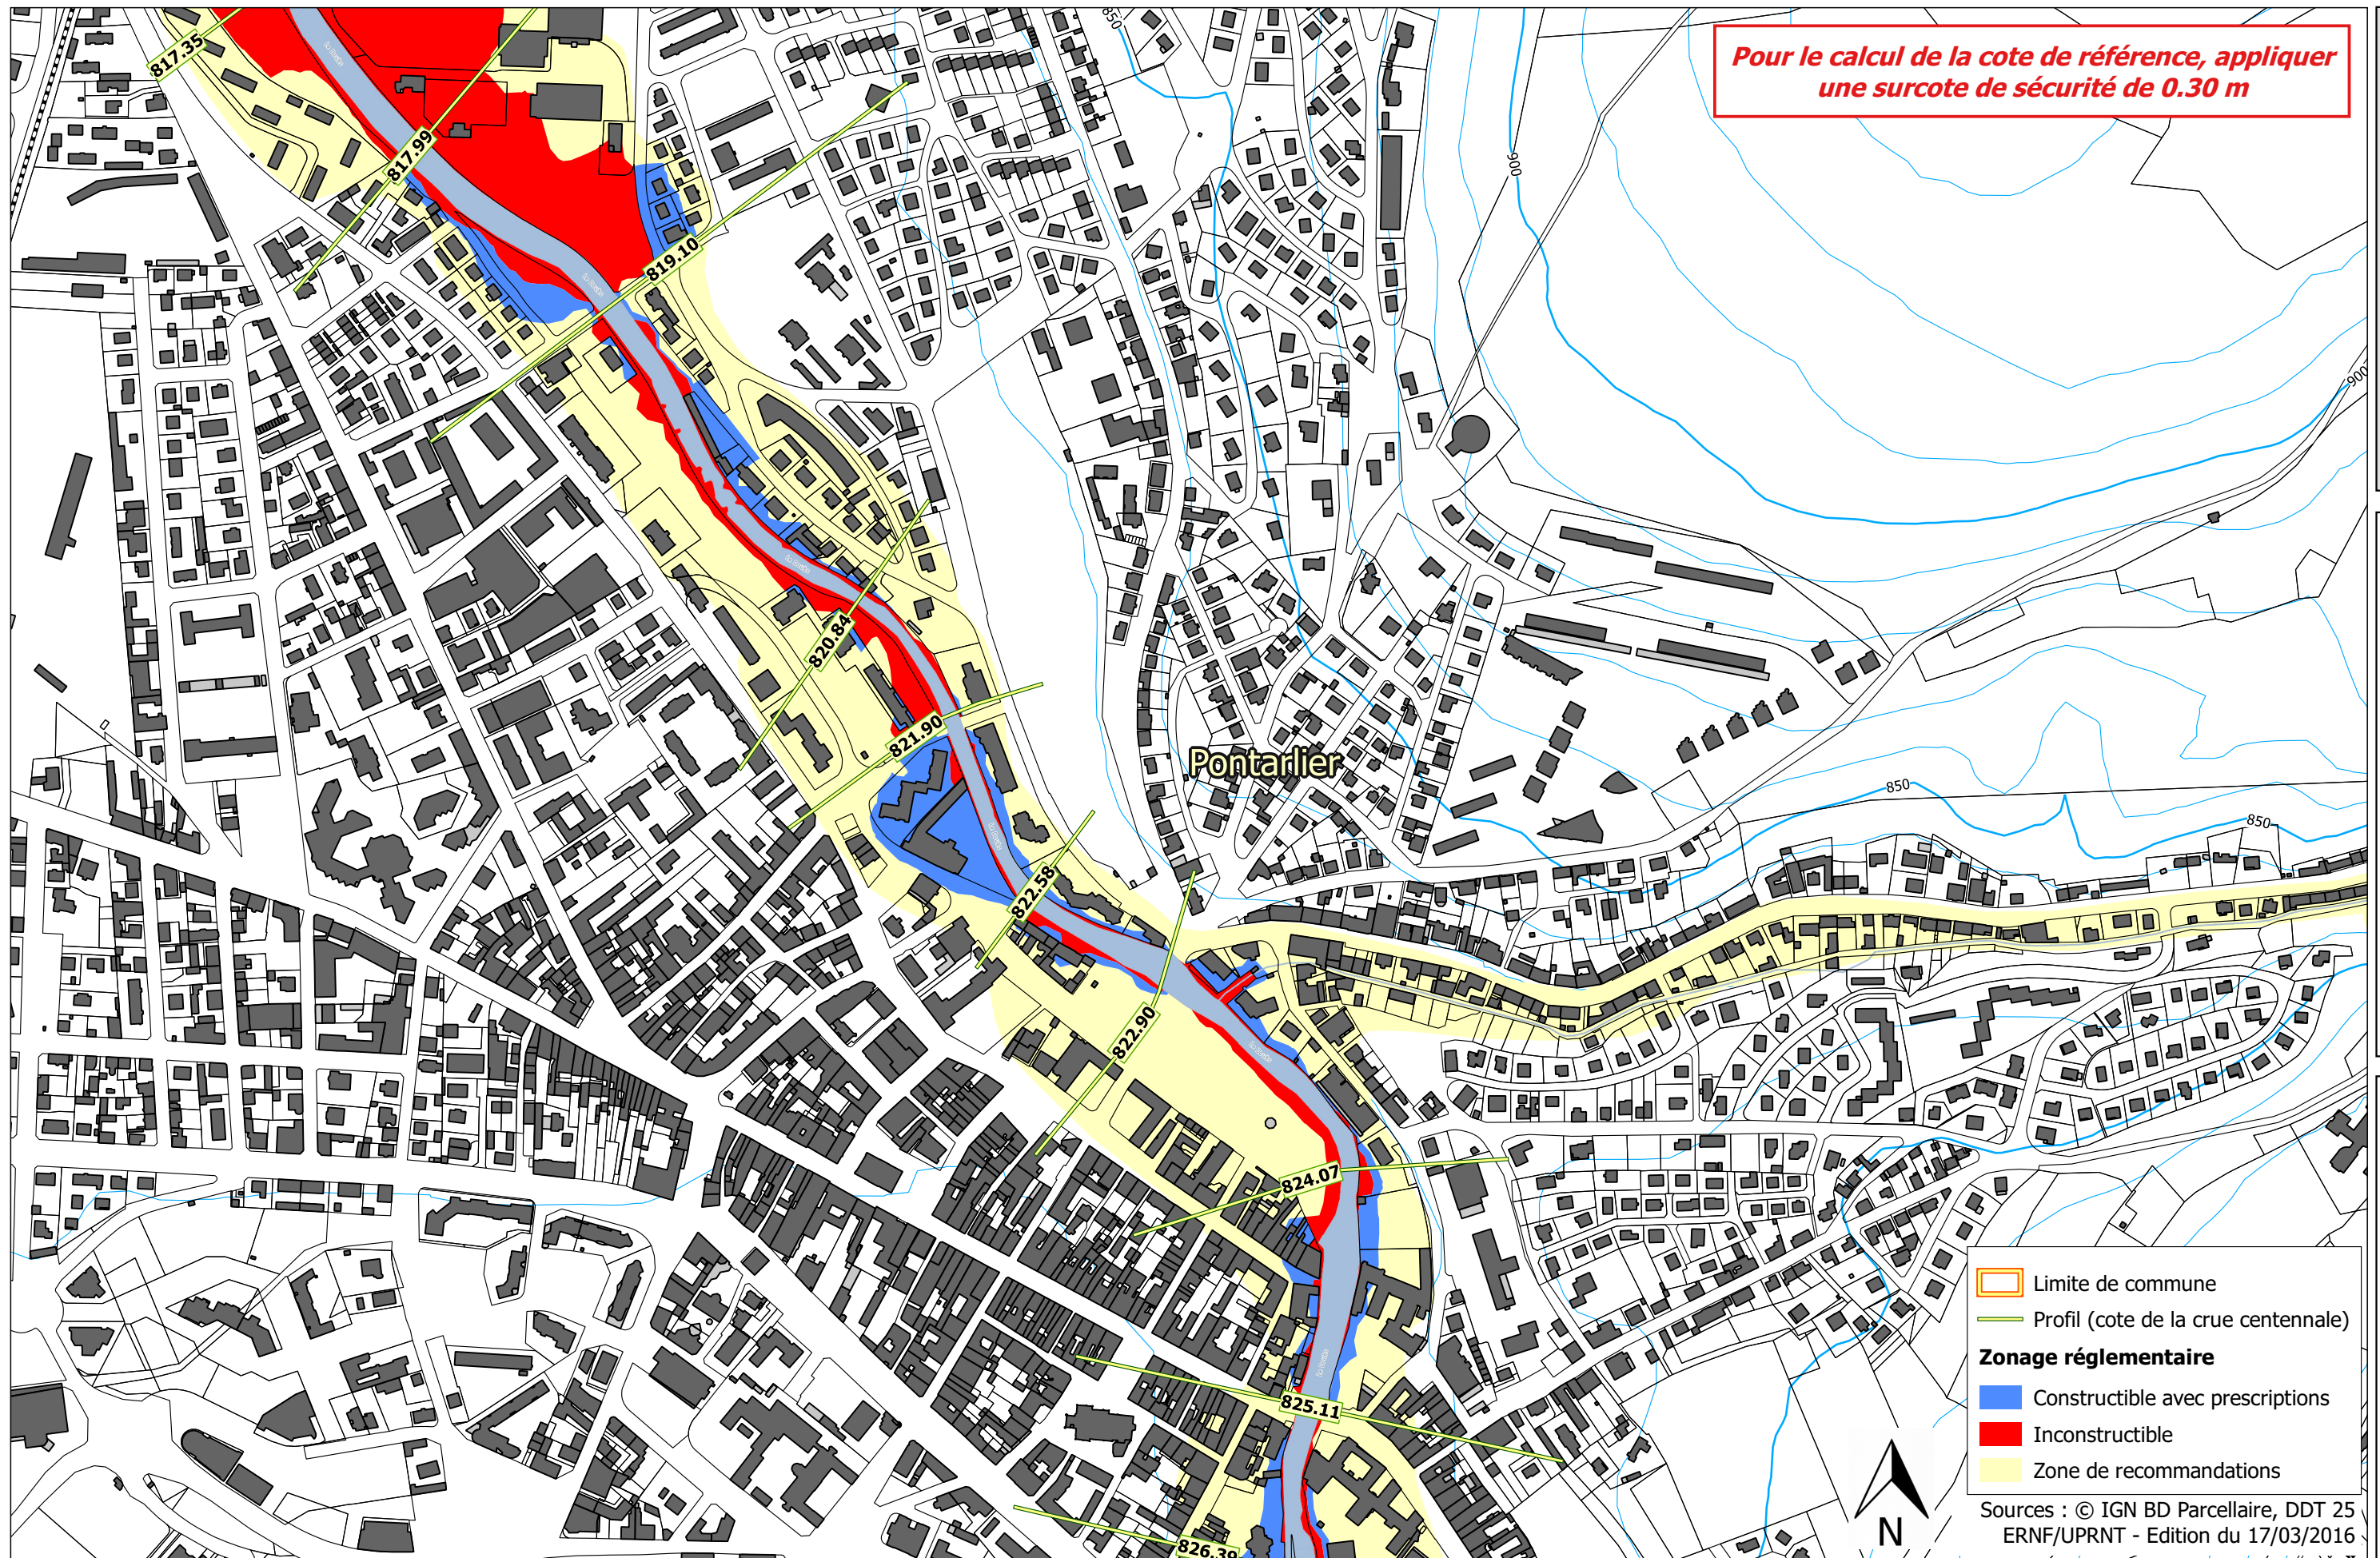 Pour le calcul de la cote de référence, appliquer
une surcote de sécurité de 0.30 m
850
817.35
817.99
900
819.10
900
820.84
821.90
Pontarlier
850
850
822.58
822.90
824.07
825.11
826.39
Limite de commune
Profil (cote de la crue centennale)
Zonage réglementaire
Constructible avec prescriptions
Inconstructible
Zone de recommandations
N
Sources : © IGN BD Parcellaire, DDT 25
ERNF/UPRNT - Edition du 17/03/2016